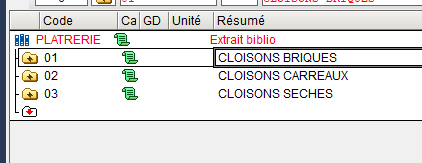 Code Ca GD Unité Résumé
PLATRERIE Extrait biblio
01 CLOISONS BRIQUES
02 CLOISONS CARREAUX
03 CLOISONS SECHES